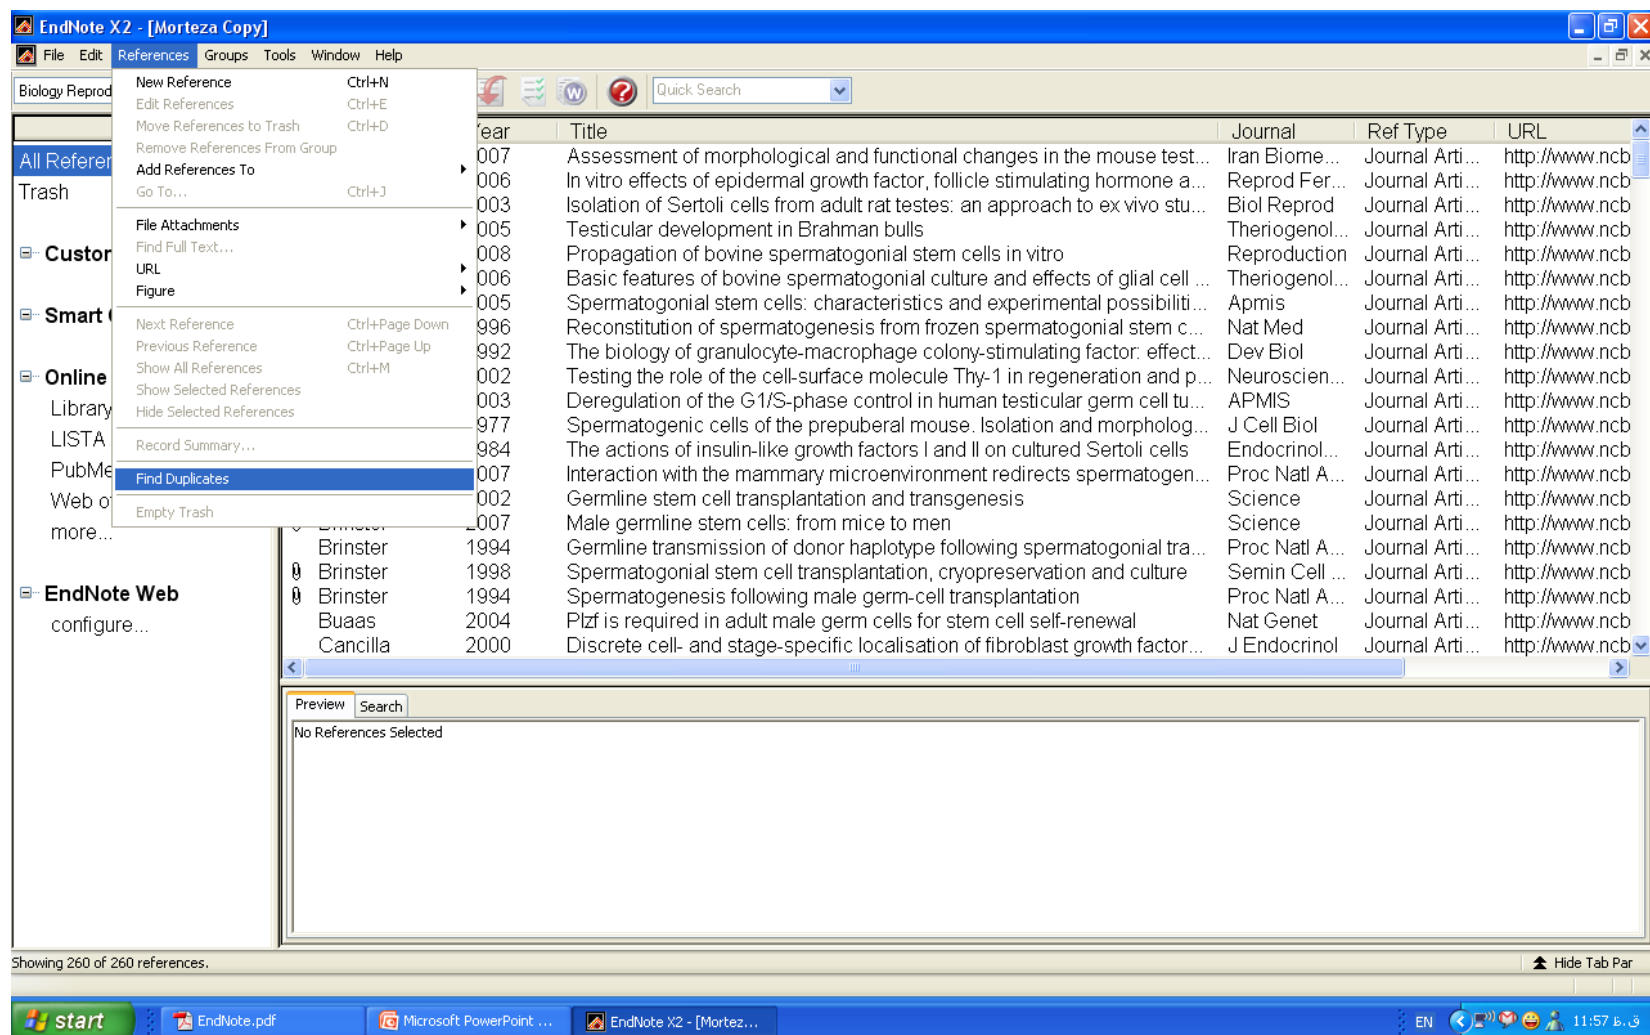 EndNote X2 - [Morteza Copy]
File Edit References Groups Tools Window Help
Biology Reprod
Quick Search
New Reference Ctrl+N
Edit References Ctrl+E
Move References to Trash Ctrl+D
Remove References From Group
Add References To
Go To... Ctrl+J
File Attachments
Find Full Text...
URL
Figure
Next Reference Ctrl+Page Down
Previous Reference Ctrl+Page Up
Show All References Ctrl+M
Show Selected References
Hide Selected References
Record Summary...
Find Duplicates
Empty Trash
All Referen
Trash
Custor
Smart
Online
Library
LISTA
PubMe
Web o
more...
EndNote Web
configure...
ear Title Journal Ref Type URL
007 Assessment of morphological and functional changes in the mouse test... Iran Biome... Journal Arti... http://www.ncb
006 In vitro effects of epidermal growth factor, follicle stimulating hormone a... Reprod Fer... Journal Arti... http://www.ncb
003 Isolation of Sertoli cells from adult rat testes: an approach to ex vivo stu... Biol Reprod Journal Arti... http://www.ncb
005 Testicular development in Brahman bulls Theriogenol... Journal Arti... http://www.ncb
008 Propagation of bovine spermatogonial stem cells in vitro Reproduction Journal Arti... http://www.ncb
006 Basic features of bovine spermatogonial culture and effects of glial cell ... Theriogenol... Journal Arti... http://www.ncb
005 Spermatogonial stem cells: characteristics and experimental possibiliti... Apmis Journal Arti... http://www.ncb
996 Reconstitution of spermatogenesis from frozen spermatogonial stem c... Nat Med Journal Arti... http://www.ncb
992 The biology of granulocyte-macrophage colony-stimulating factor: effect... Dev Biol Journal Arti... http://www.ncb
002 Testing the role of the cell-surface molecule Thy-1 in regeneration and p... Neuroscien... Journal Arti... http://www.ncb
003 Deregulation of the G1/S-phase control in human testicular germ cell tu... APMIS Journal Arti... http://www.ncb
977 Spermatogenic cells of the prepuberal mouse. Isolation and morpholog... J Cell Biol Journal Arti... http://www.ncb
984 The actions of insulin-like growth factors I and II on cultured Sertoli cells Endocrinol... Journal Arti... http://www.ncb
007 Interaction with the mammary microenvironment redirects spermatogen... Proc Natl A... Journal Arti... http://www.ncb
002 Germline stem cell transplantation and transgenesis Science Journal Arti... http://www.ncb
Brinster 2007 Male germline stem cells: from mice to men Science Journal Arti... http://www.ncb
Brinster 1994 Germline transmission of donor haplotype following spermatogonial tra... Proc Natl A... Journal Arti... http://www.ncb
Brinster 1998 Spermatogonial stem cell transplantation, cryopreservation and culture Semin Cell ... Journal Arti... http://www.ncb
Brinster 1994 Spermatogenesis following male germ-cell transplantation Proc Natl A... Journal Arti... http://www.ncb
Buaas 2004 Plzf is required in adult male germ cells for stem cell self-renewal Nat Genet Journal Arti... http://www.ncb
Cancilla 2000 Discrete cell- and stage-specific localisation of fibroblast growth factor... J Endocrinol Journal Arti... http://www.ncb
Preview Search
No References Selected
Showing 260 of 260 references.
Hide Tab Par
start EndNote.pdf Microsoft PowerPoint ... EndNote X2 - [Mortez... EN 11:57 ق.ظ